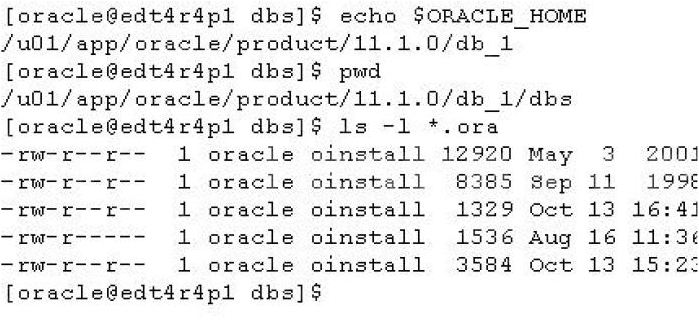 [oracle@edt4r4p1 dbs]$ echo $ORACLE_HOME
/u01/app/oracle/product/11.1.0/db_1
[oracle@edt4r4p1 dbs]$ pwd
/u01/app/oracle/product/11.1.0/db_1/dbs
[oracle@edt4r4p1 dbs]$ ls -l *.ora
-rw-r--r-- 1 oracle oinstall 12920 May 3 2001
-rw-r--r-- 1 oracle oinstall 8385 Sep 11 1998
-rw-r--r-- 1 oracle oinstall 1329 Oct 13 16:41
-rw-r----- 1 oracle oinstall 1536 Aug 16 11:36
-rw-r----- 1 oracle oinstall 3584 Oct 13 15:23
[oracle@edt4r4p1 dbs]$